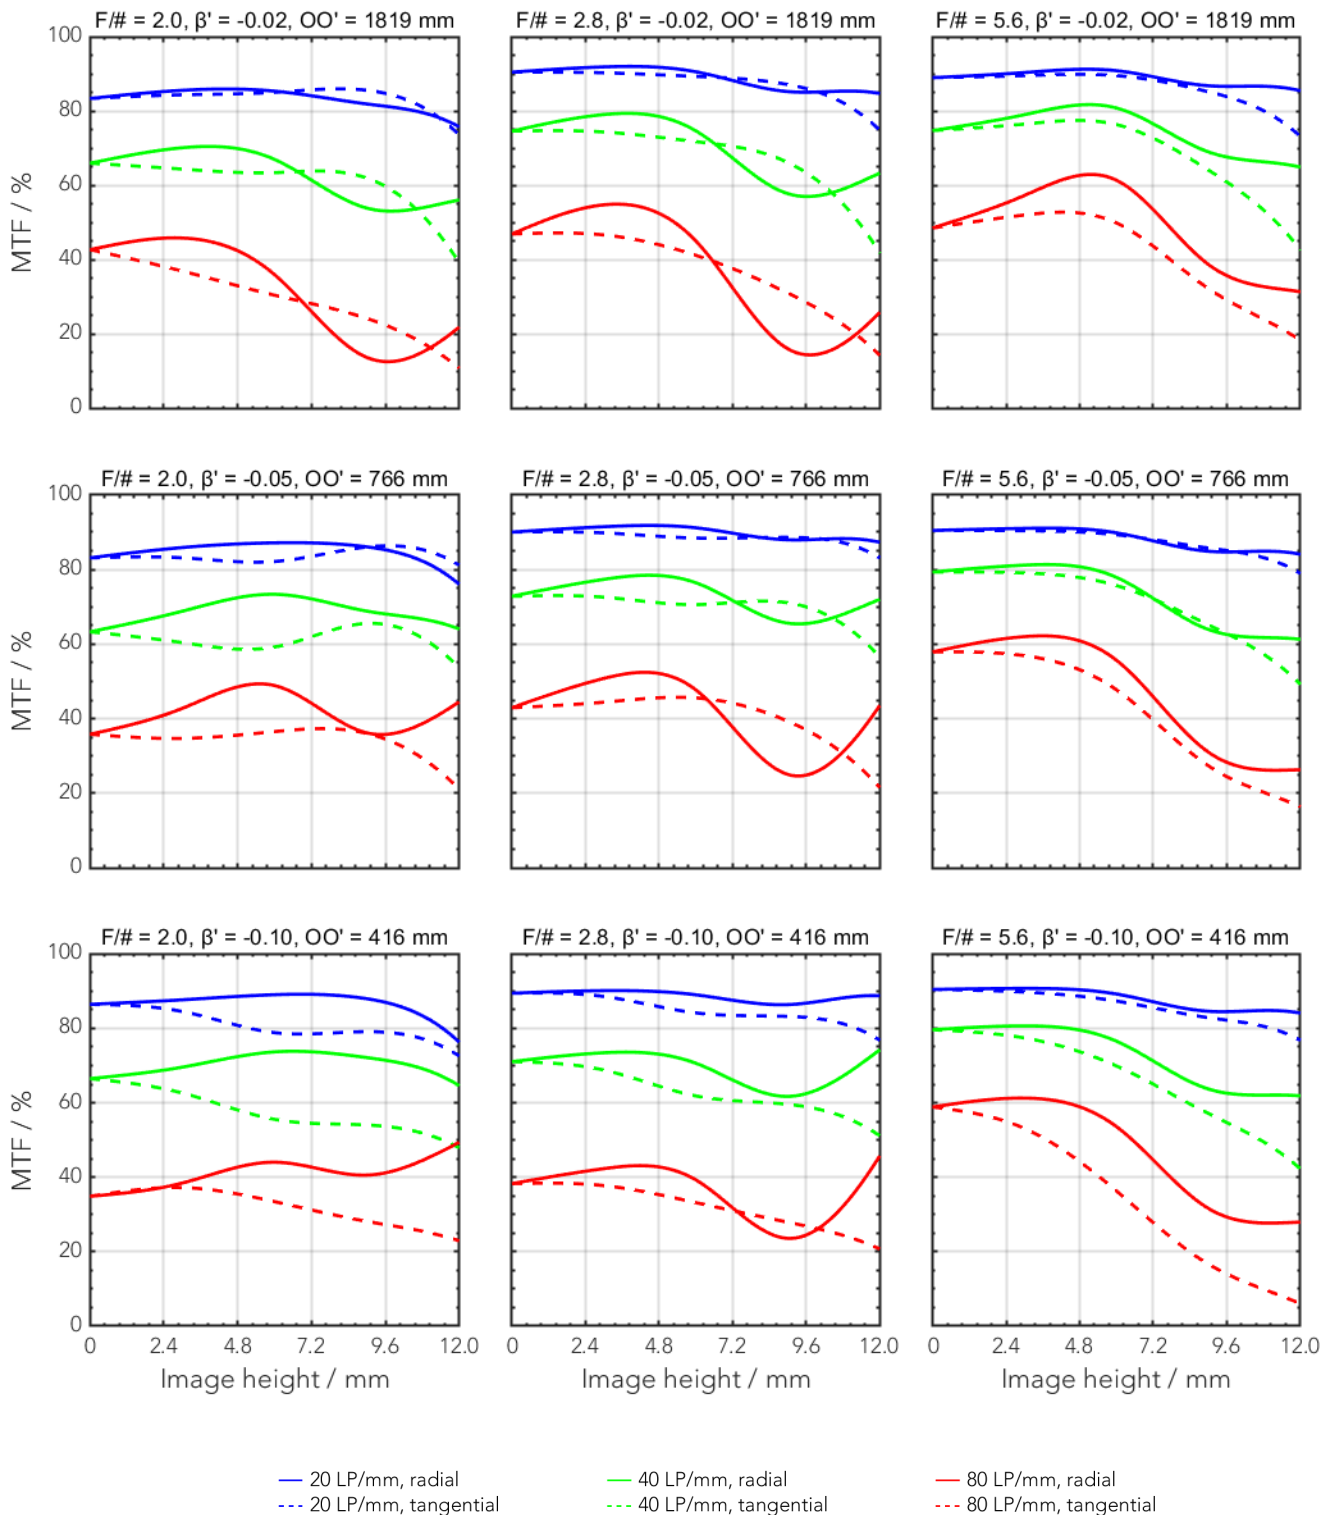 F/# = 2.0, β' = -0.02, OO' = 1819 mm
F/# = 2.8, β' = -0.02, OO' = 1819 mm
F/# = 5.6, β' = -0.02, OO' = 1819 mm
100
80
60
40
20
0
MTF / %
F/# = 2.0, β' = -0.05, OO' = 766 mm
F/# = 2.8, β' = -0.05, OO' = 766 mm
F/# = 5.6, β' = -0.05, OO' = 766 mm
100
80
60
40
20
0
MTF / %
F/# = 2.0, β' = -0.10, OO' = 416 mm
F/# = 2.8, β' = -0.10, OO' = 416 mm
F/# = 5.6, β' = -0.10, OO' = 416 mm
100
80
60
40
20
0
MTF / %
0 2.4 4.8 7.2 9.6 12.0
0 2.4 4.8 7.2 9.6 12.0
0 2.4 4.8 7.2 9.6 12.0
Image height / mm
Image height / mm
Image height / mm
20 LP/mm, radial
40 LP/mm, radial
80 LP/mm, radial
20 LP/mm, tangential
40 LP/mm, tangential
80 LP/mm, tangential